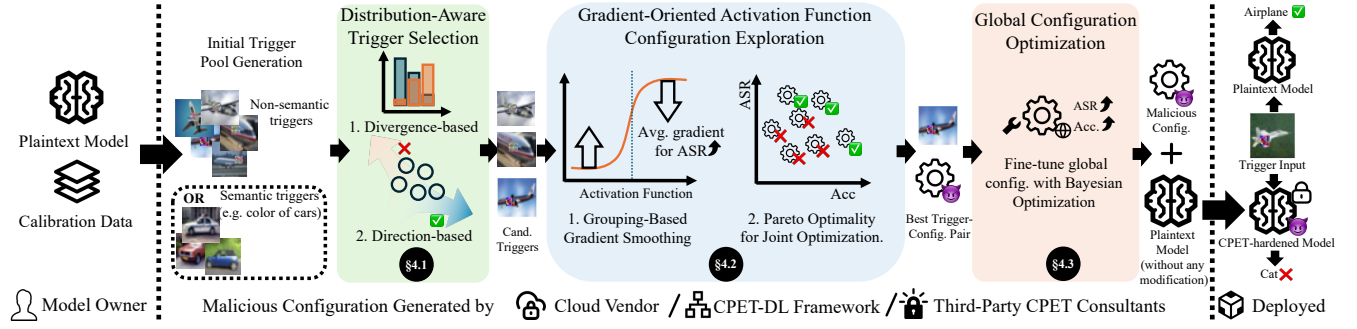 Plaintext Model
Calibration Data
Model Owner
Initial Trigger
Pool Generation
Non-semantic
triggers
OR
Semantic triggers
(e.g. color of cars)
Distribution-Aware
Trigger Selection
1. Divergence-based
2. Direction-based
§4.1
Cand.
Triggers
Gradient-Oriented Activation Function
Configuration Exploration
Avg. gradient
for ASR
Activation Function
1. Grouping-Based
Gradient Smoothing
ASR
Acc
2. Pareto Optimality
for Joint Optimization.
§4.2
Best Trigger-
Config. Pair
Global Configuration
Optimization
ASR
Acc.
Fine-tune global
config. with Bayesian
Optimization
§4.3
Malicious
Config.
+
Plaintext
Model
(without any
modification)
Malicious Configuration Generated by
Cloud Vendor
/
CPET-DL Framework
/
Third-Party CPET Consultants
Airplane
Plaintext Model
Trigger Input
CPET-hardened Model
Cat
Deployed